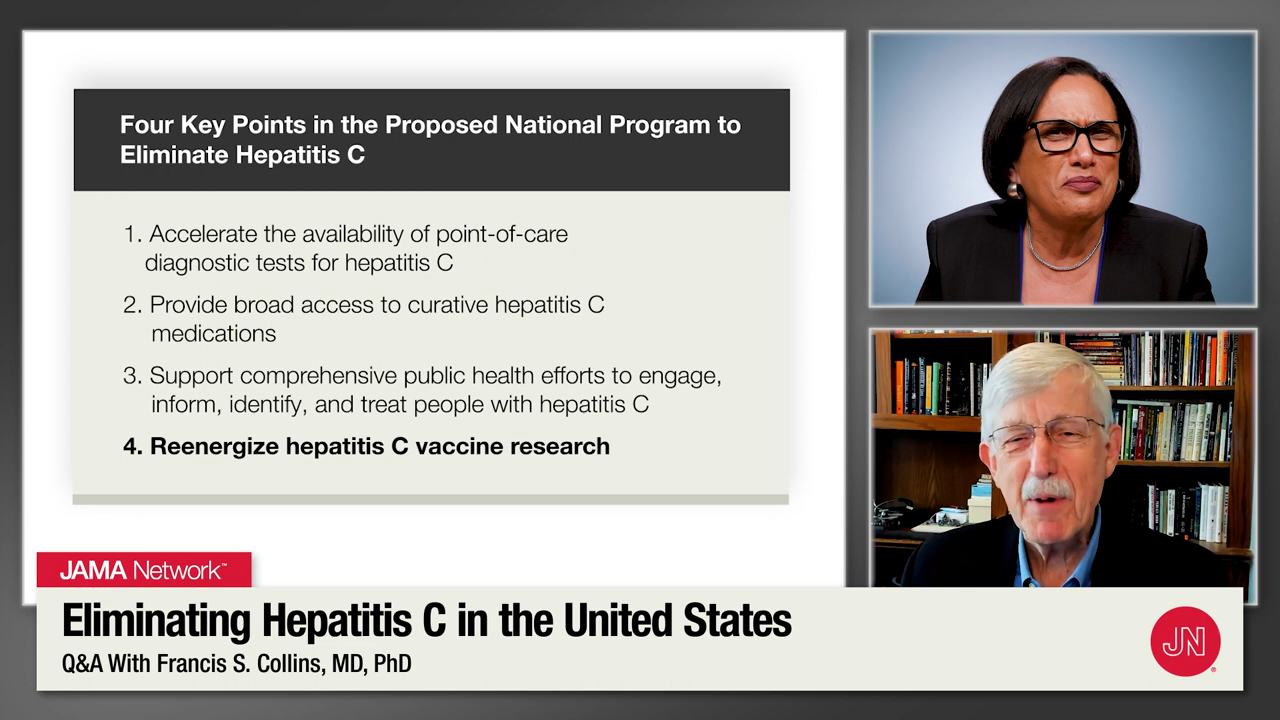 Four Key Points in the Proposed National Program to
Eliminate Hepatitis C
1. Accelerate the availability of point-of-care
diagnostic tests for hepatitis C
2. Provide broad access to curative hepatitis C
medications
3. Support comprehensive public health efforts to engage,
inform, identify, and treat people with hepatitis C
4. Reenergize hepatitis C vaccine research
JAMA Network™
Eliminating Hepatitis C in the United States
Q&A With Francis S. Collins, MD, PhD
JN®